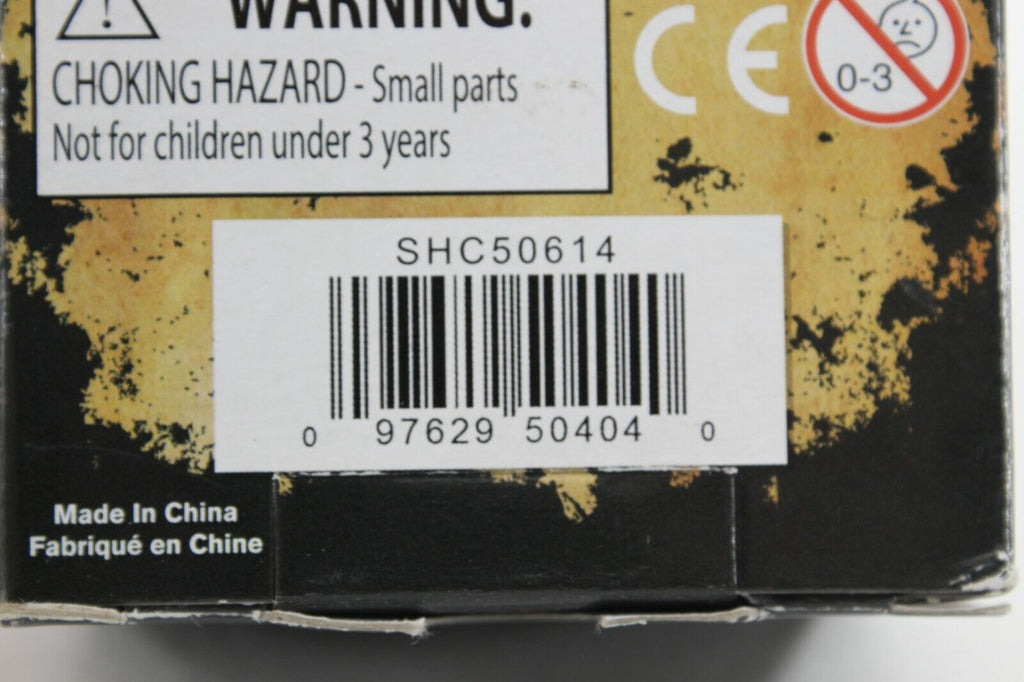 WARNING:
CHOKING HAZARD - Small parts
Not for children under 3 years
CE
0-3
SHC50614
0 97629 50404 0
Made In China
Fabriqué en Chine